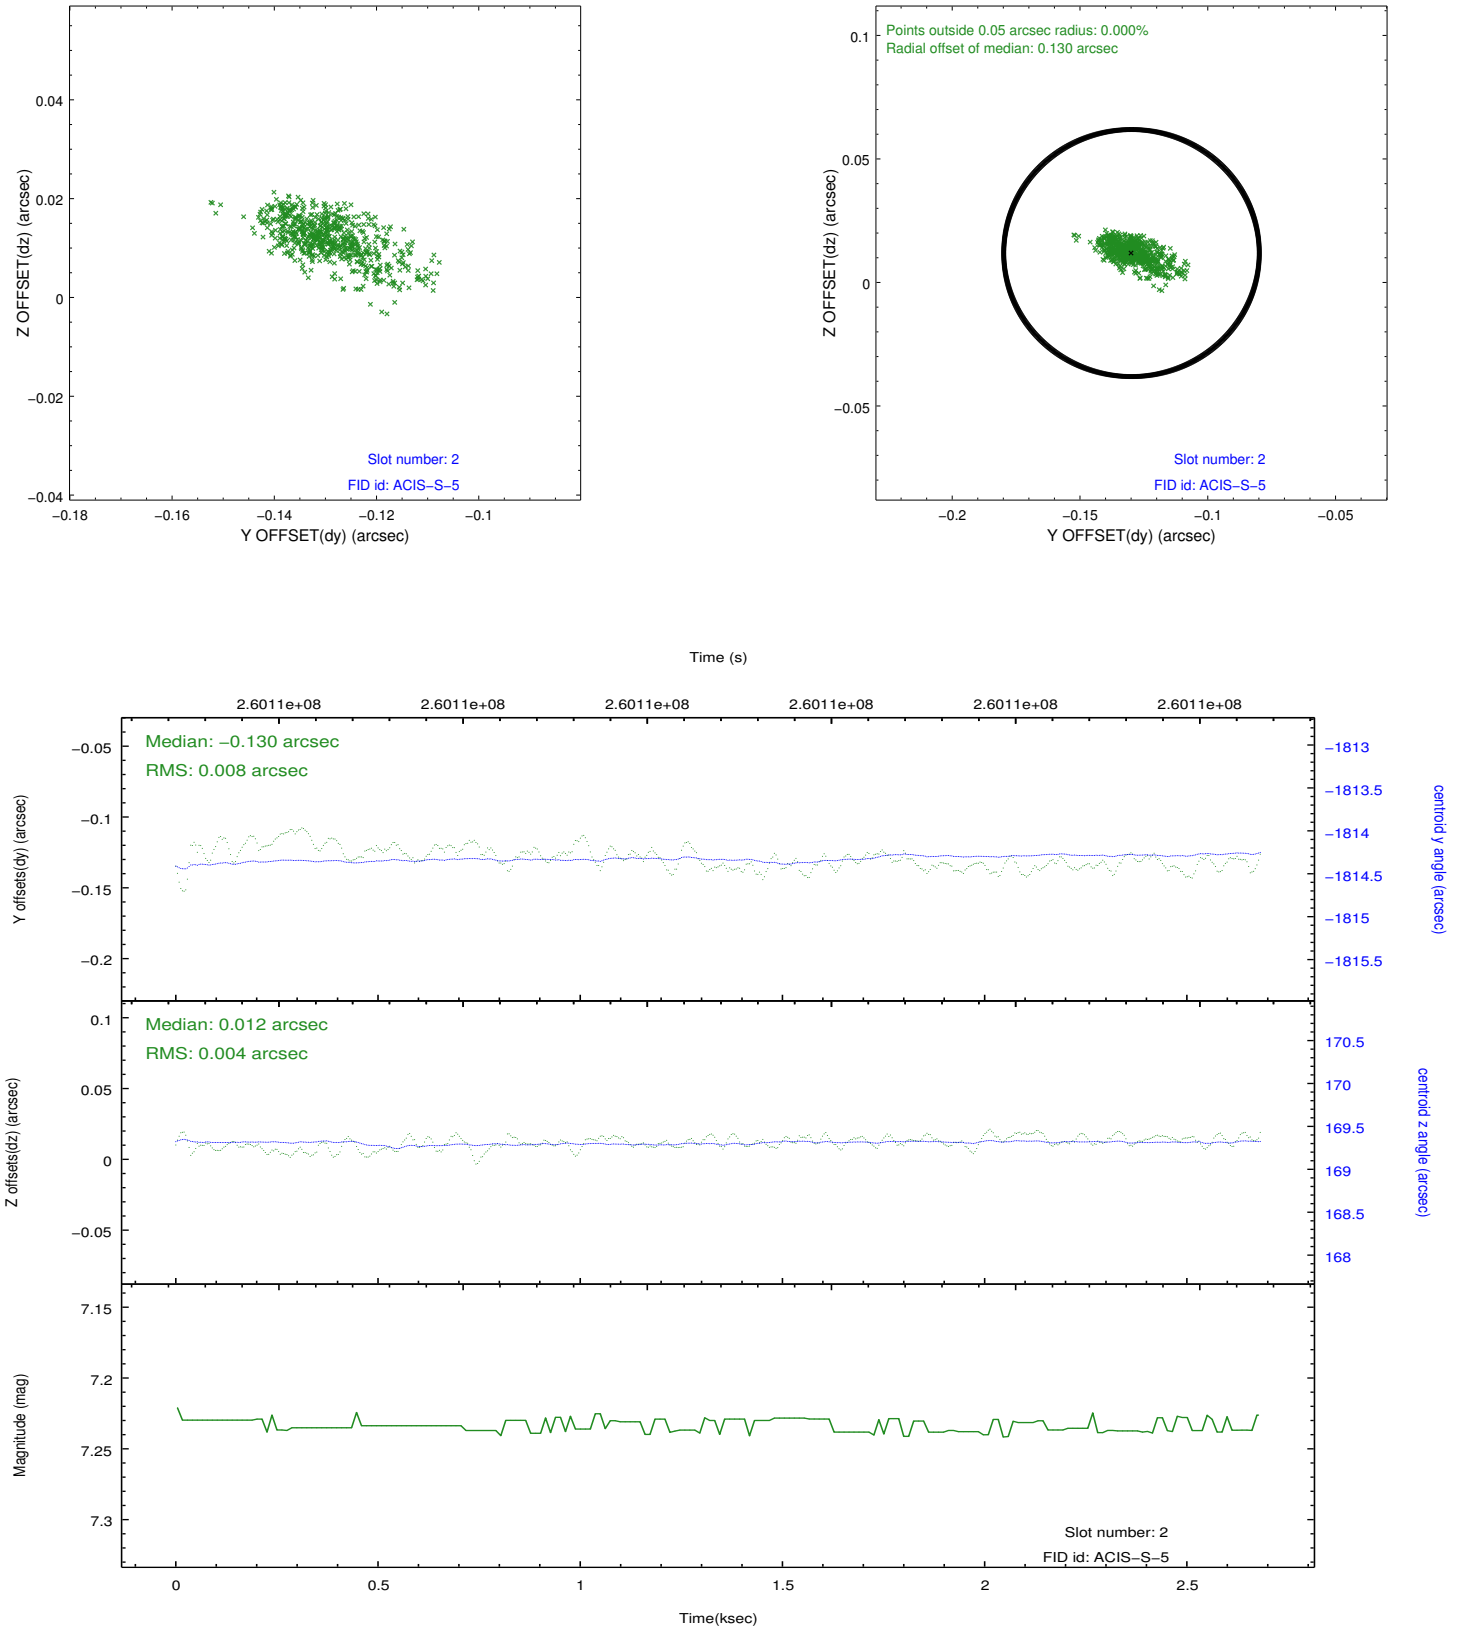 0.04
0.02
0
−0.02
−0.04
Z OFFSET(dz) (arcsec)
Slot number: 2
FID id: ACIS−S−5
−0.18
−0.16
−0.14
−0.12
−0.1
Y OFFSET(dy) (arcsec)
Points outside 0.05 arcsec radius: 0.000%
Radial offset of median: 0.130 arcsec
0.1
0.05
0
−0.05
Z OFFSET(dz) (arcsec)
Slot number: 2
FID id: ACIS−S−5
−0.2
−0.15
−0.1
−0.05
Y OFFSET(dy) (arcsec)
Time (s)
2.6011e+08
2.6011e+08
2.6011e+08
2.6011e+08
2.6011e+08
2.6011e+08
Median: −0.130 arcsec
RMS: 0.008 arcsec
−0.05
−0.1
−0.15
−0.2
Y offsets(dy) (arcsec)
−1813
−1813.5
−1814
−1814.5
−1815
−1815.5
centroid y angle (arcsec)
Median: 0.012 arcsec
RMS: 0.004 arcsec
0.1
0.05
0
−0.05
Z offsets(dz) (arcsec)
170.5
170
169.5
169
168.5
168
centroid z angle (arcsec)
7.15
7.2
7.25
7.3
Magnitude (mag)
Slot number: 2
FID id: ACIS−S−5
0
0.5
1
1.5
2
2.5
Time(ksec)